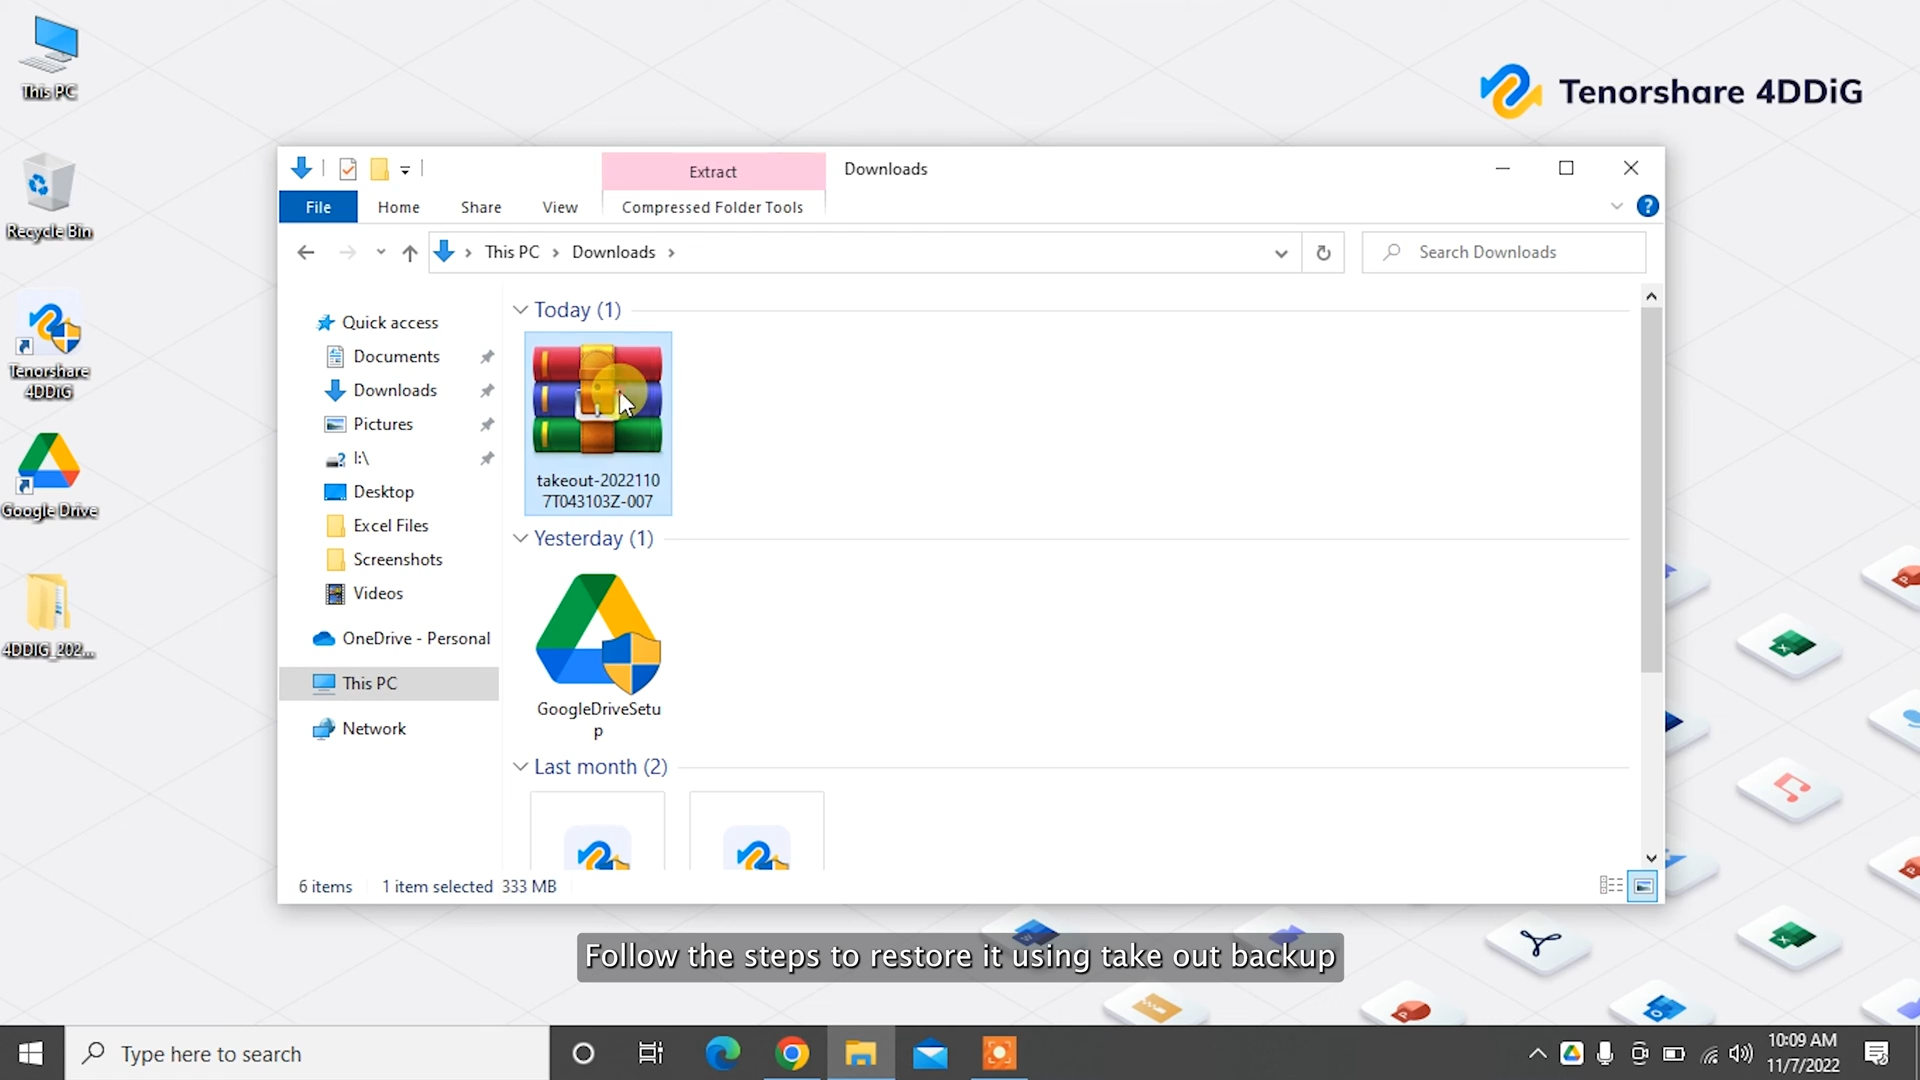 This PC
Tenorshare 4DDiG
Extract
Downloads
File
Home
Share
View
Compressed Folder Tools
?
This PC
Downloads
Search Downloads
Recycle Bin
Tenorshare
4DDiG
Google Drive
4DDIG_202...
Quick access
Documents
Downloads
Pictures
I:\
Desktop
Excel Files
Screenshots
Videos
OneDrive - Personal
This PC
Network
Today (1)
takeout-2022110
7T043103Z-007
Yesterday (1)
GoogleDriveSetu
p
Last month (2)
6 items
1 item selected
333 MB
Follow the steps to restore it using take out backup
Type here to search
10:09 AM
11/7/2022